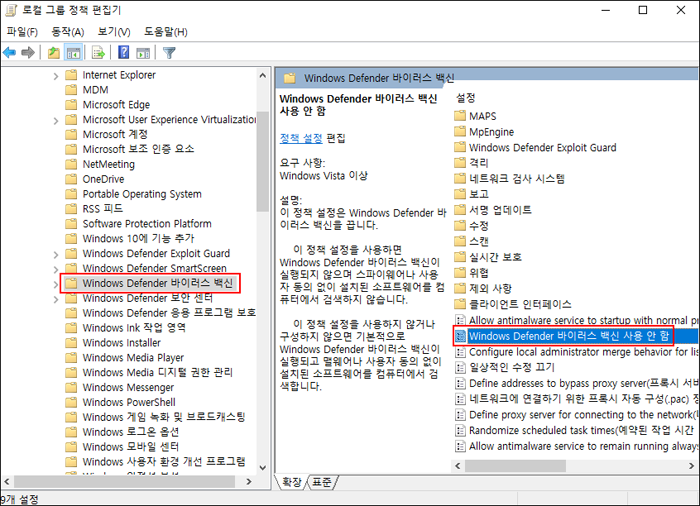 로컬 그룹 정책 편집기
파일(F) 동작(A) 보기(V) 도움말(H)
Internet Explorer
MDM
Microsoft Edge
Microsoft User Experience Virtualization
Microsoft 계정
Microsoft 보조 인증 요소
NetMeeting
OneDrive
Portable Operating System
RSS 피드
Software Protection Platform
Windows 10에 기능 추가
Windows Defender Exploit Guard
Windows Defender SmartScreen
Windows Defender 바이러스 백신
Windows Defender 보안 센터
Windows Defender 응용 프로그램 보호
Windows Ink 작업 영역
Windows Installer
Windows Media Player
Windows Media 디지털 권한 관리
Windows Messenger
Windows PowerShell
Windows 게임 녹화 및 브로드캐스팅
Windows 로그온 옵션
Windows 모바일 센터
Windows 사용자 환경 개선 프로그램
Windows Defender 바이러스 백신
Windows Defender 바이러스 백신
사용 안 함
정책 설정 편집
요구 사항:
Windows Vista 이상
설명:
이 정책 설정은 Windows Defender 바
이러스 백신을 끕니다.
이 정책 설정을 사용하면
Windows Defender 바이러스 백신이
실행되지 않으며 스파이웨어나 사용
자 동의 없이 설치된 소프트웨어를 컴
퓨터에서 검색하지 않습니다.
이 정책 설정을 사용하지 않거나
구성하지 않으면 기본적으로
Windows Defender 바이러스 백신이
실행되고 맬웨어나 사용자 동의 없이
설치된 소프트웨어를 컴퓨터에서 검
색합니다.
설정
MAPS
MpEngine
Windows Defender Exploit Guard
격리
네트워크 검사 시스템
보고
서명 업데이트
수정
스캔
실시간 보호
위협
제외 사항
클라이언트 인터페이스
Allow antimalware service to startup with normal pr
Windows Defender 바이러스 백신 사용 안 함
Configure local administrator merge behavior for lis
일상적인 수정 끄기
Define addresses to bypass proxy server(프록시 서버
네트워크에 연결하기 위한 프록시 자동 구성(.pac) 정
Define proxy server for connecting to the network(네
Randomize scheduled task times(예약된 작업 시간
Allow antimalware service to remain running always
확장 표준
9개 설정